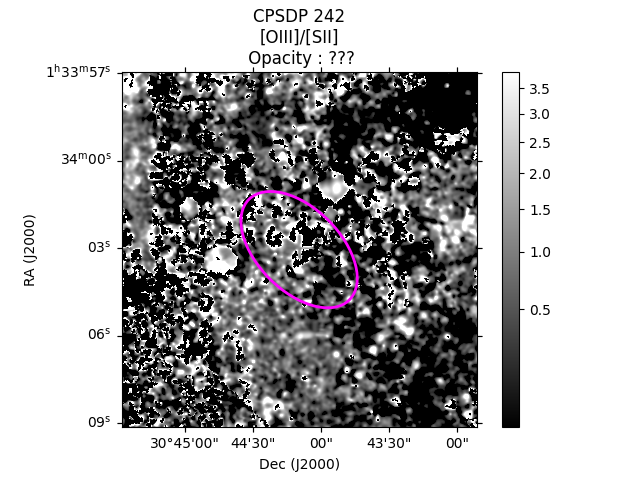 CPSDP 242
[OIII]/[SII]
Opacity : ???
1h33m57s
34m00s
03s
06s
09s
RA (J2000)
30°45'00" 44'30" 00" 43'30" 00"
Dec (J2000)
3.5
3.0
2.5
2.0
1.5
1.0
0.5